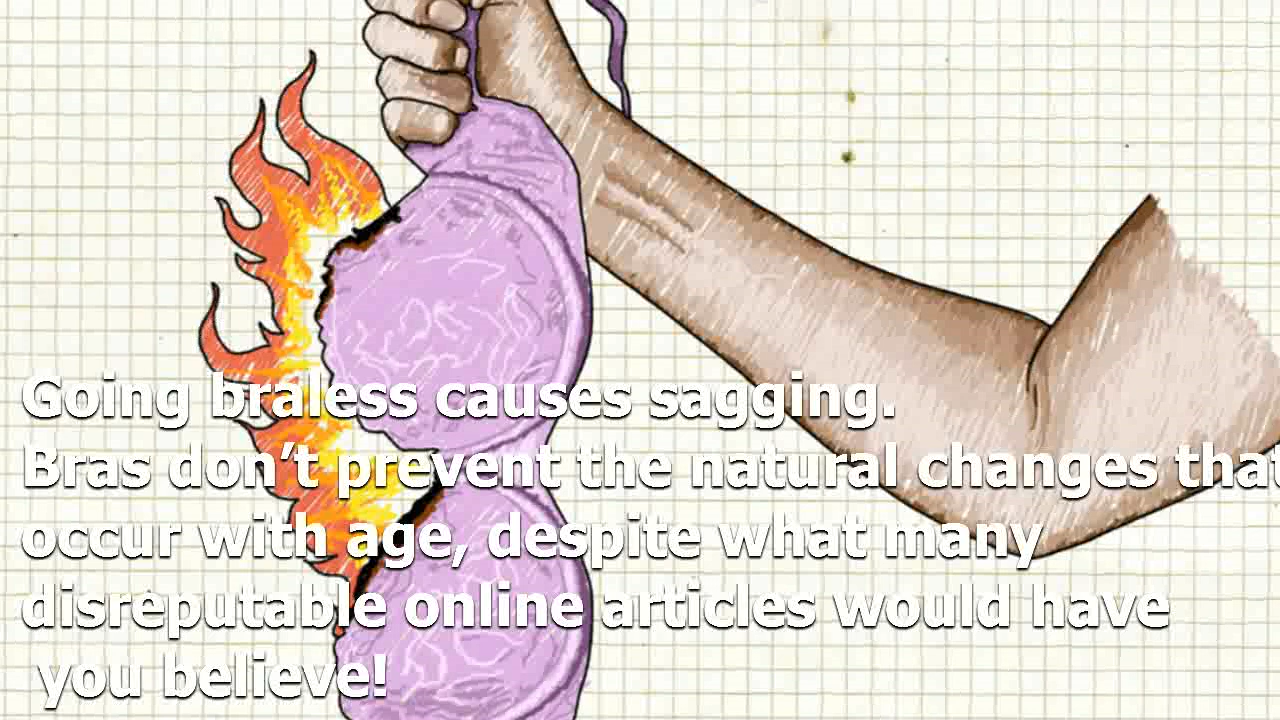 Going braless causes sagging.
Bras don’t prevent the natural changes that
occur with age, despite what many
disreputable online articles would have
you believe!